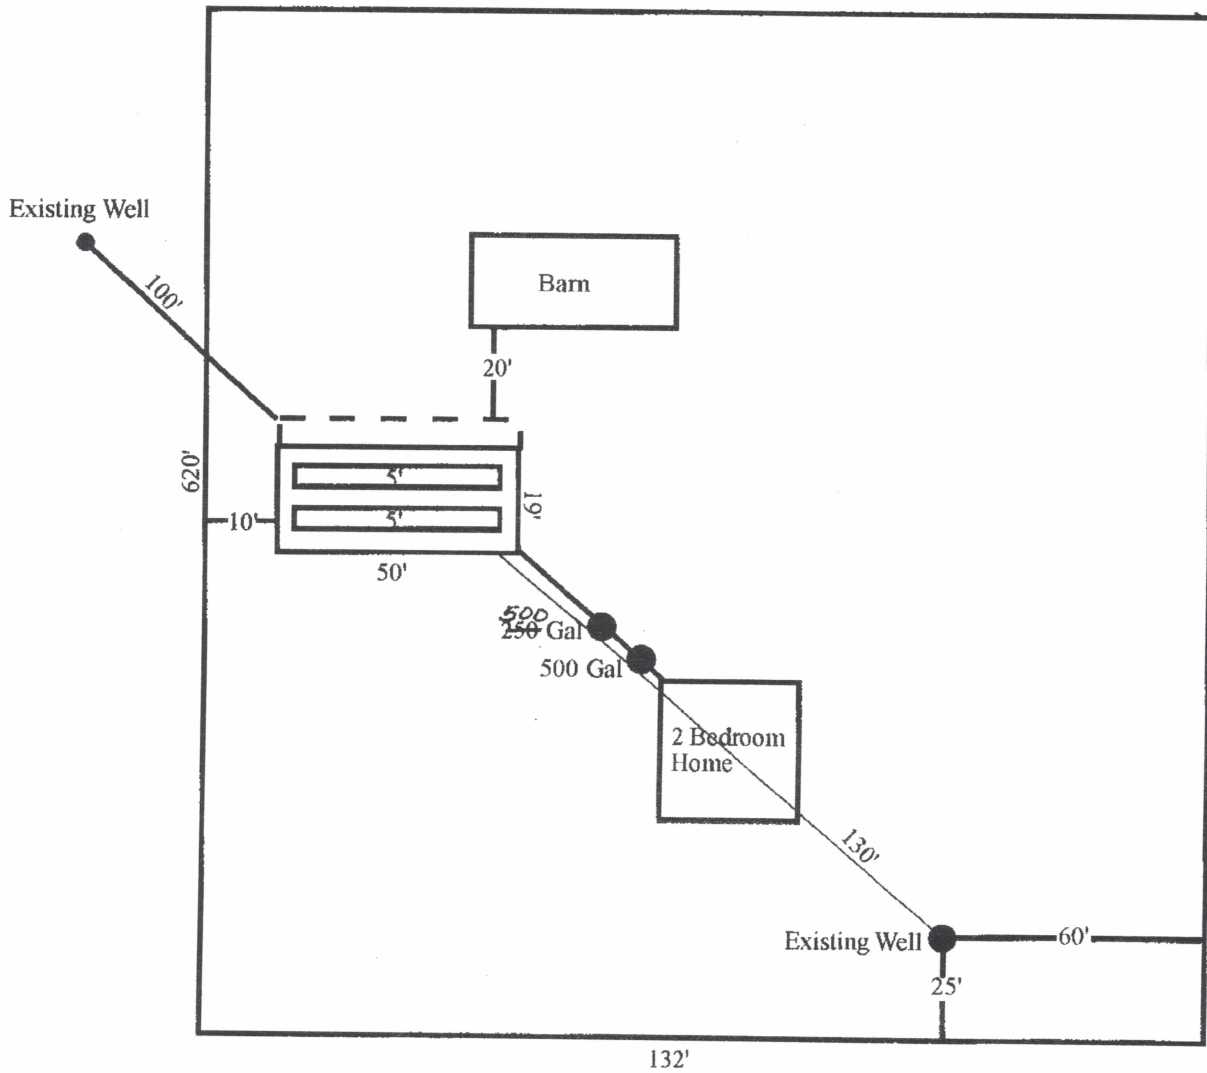 Existing Well
100'
Barn
20'
620'
5'
19'
10'
5'
50'
500
250 Gal
500 Gal
2 Bedroom
Home
130'
Existing Well
60'
25'
132'